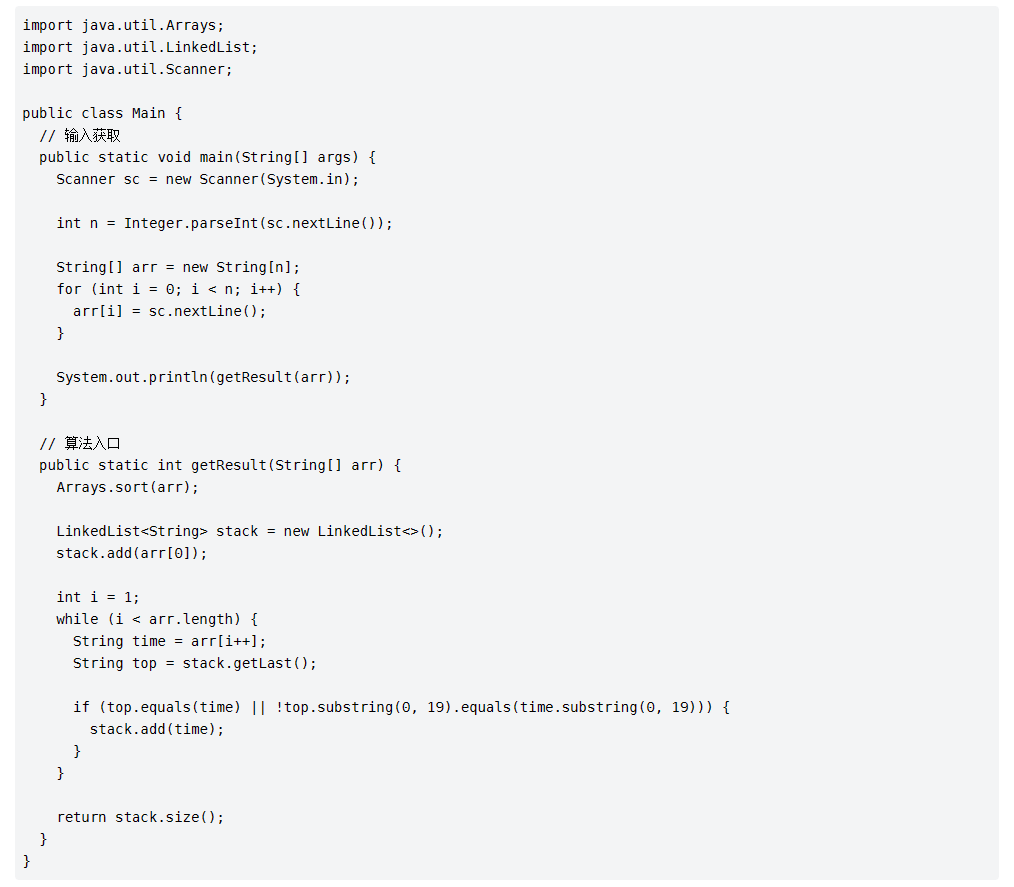 import java.util.Arrays;
import java.util.LinkedList;
import java.util.Scanner;

public class Main {
  // 输入获取
  public static void main(String[] args) {
    Scanner sc = new Scanner(System.in);

    int n = Integer.parseInt(sc.nextLine());

    String[] arr = new String[n];
    for (int i = 0; i < n; i++) {
      arr[i] = sc.nextLine();
    }

    System.out.println(getResult(arr));
  }

  // 算法入口
  public static int getResult(String[] arr) {
    Arrays.sort(arr);

    LinkedList<String> stack = new LinkedList<>();
    stack.add(arr[0]);

    int i = 1;
    while (i < arr.length) {
      String time = arr[i++];
      String top = stack.getLast();

      if (top.equals(time) || !top.substring(0, 19).equals(time.substring(0, 19))) {
        stack.add(time);
      }
    }

    return stack.size();
  }
}